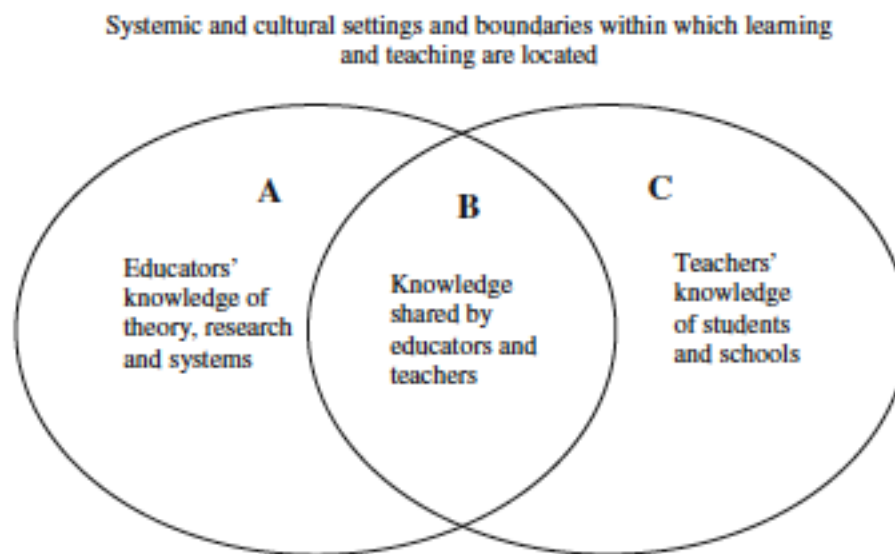 Systemic and cultural settings and boundaries within which learning
and teaching are located
A
Educators'
knowledge of
theory, research
and systems
B
Knowledge
shared by
educators and
teachers
C
Teachers'
knowledge
of students
and schools